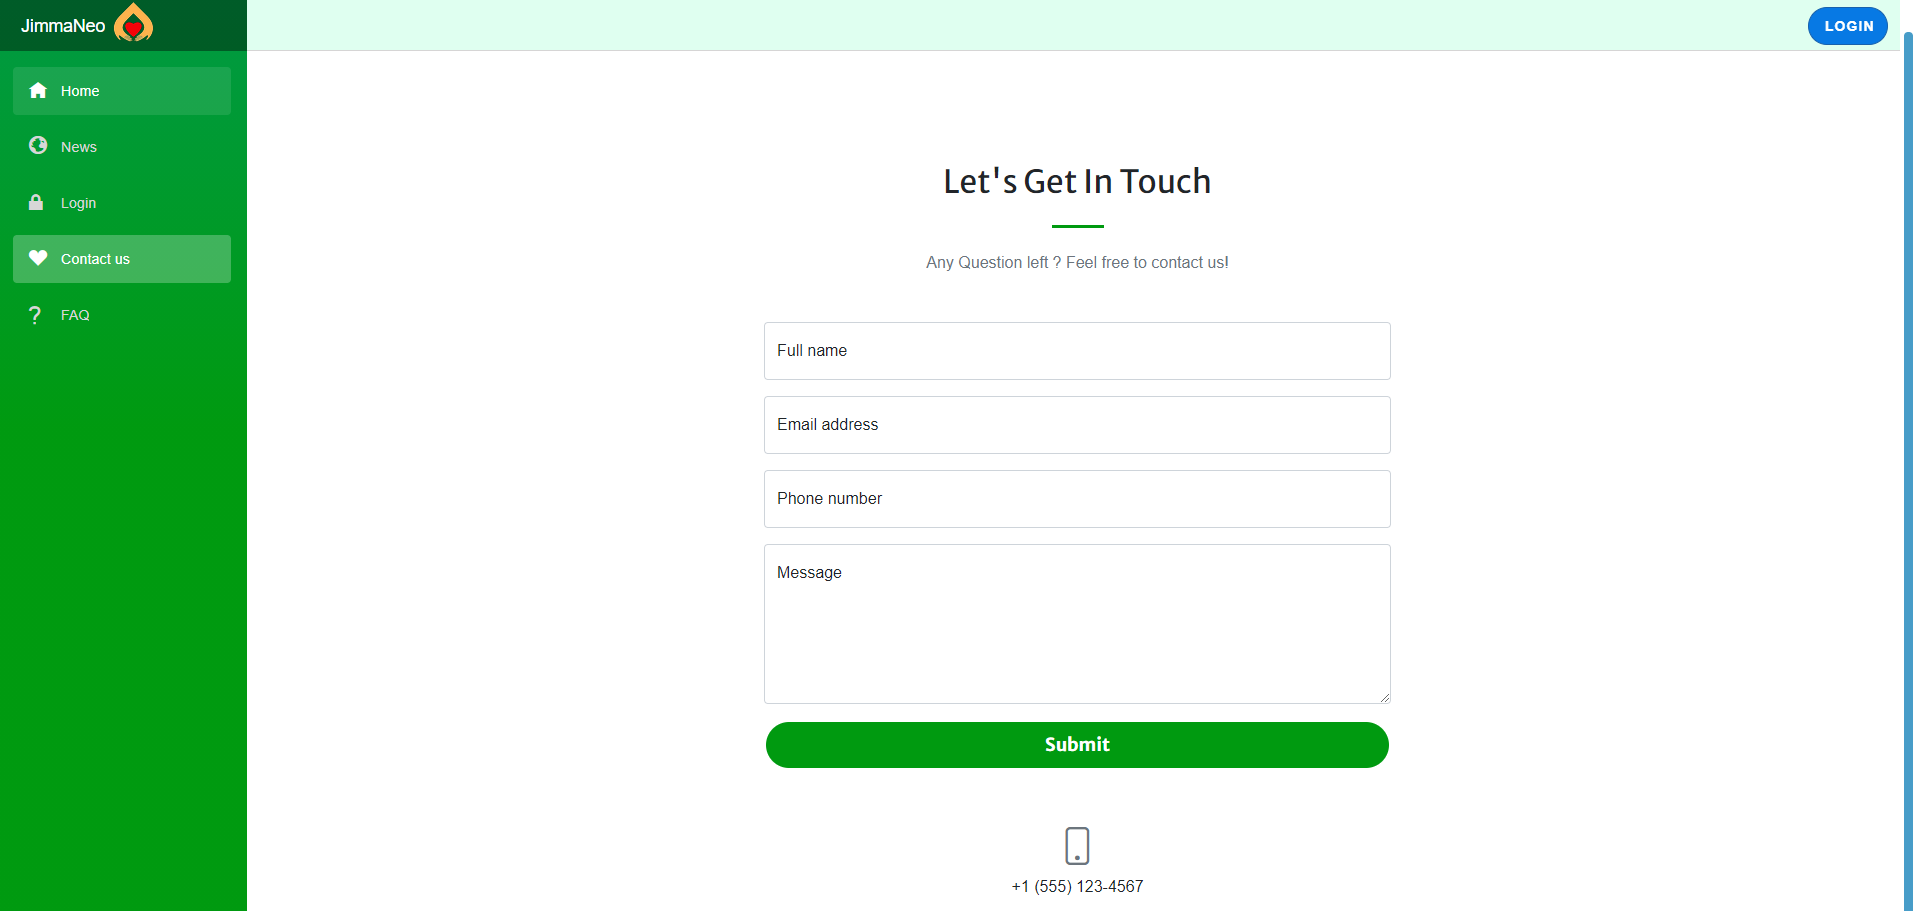 JimmaNeo
LOGIN
Home
News
Login
Contact us
FAQ
Let's Get In Touch
Any Question left ? Feel free to contact us!
Full name
Email address
Phone number
Message
Submit
+1 (555) 123-4567